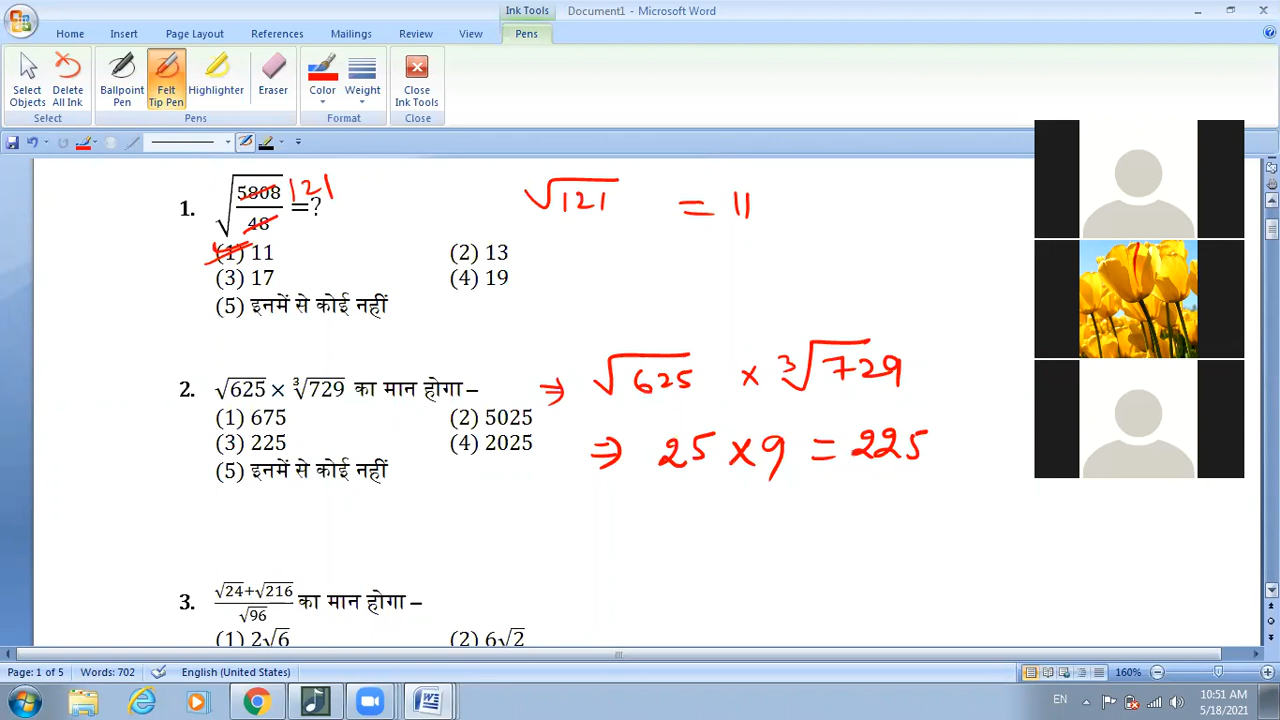 Ink Tools Document1 - Microsoft Word
Home Insert Page Layout References Mailings Review View Pens
Select Objects Delete All Ink Ballpoint Pen Felt Tip Pen Highlighter Eraser Color Weight Close Ink Tools
Select Pens Format Close
1. √(5808/48) = ? 121
√121 = 11
(1) 11 (2) 13
(3) 17 (4) 19
(5) इनमें से कोई नहीं
2. √625 × ∛729 का मान होगा –
⇒ √625 × ∛729
(1) 675 (2) 5025
(3) 225 (4) 2025
⇒ 25 × 9 = 225
(5) इनमें से कोई नहीं
3. (√24+√216)/√96 का मान होगा –
(1) 2√6 (2) 6√2
Page: 1 of 5 Words: 702 English (United States) 160%
EN 10:51 AM
5/18/2021